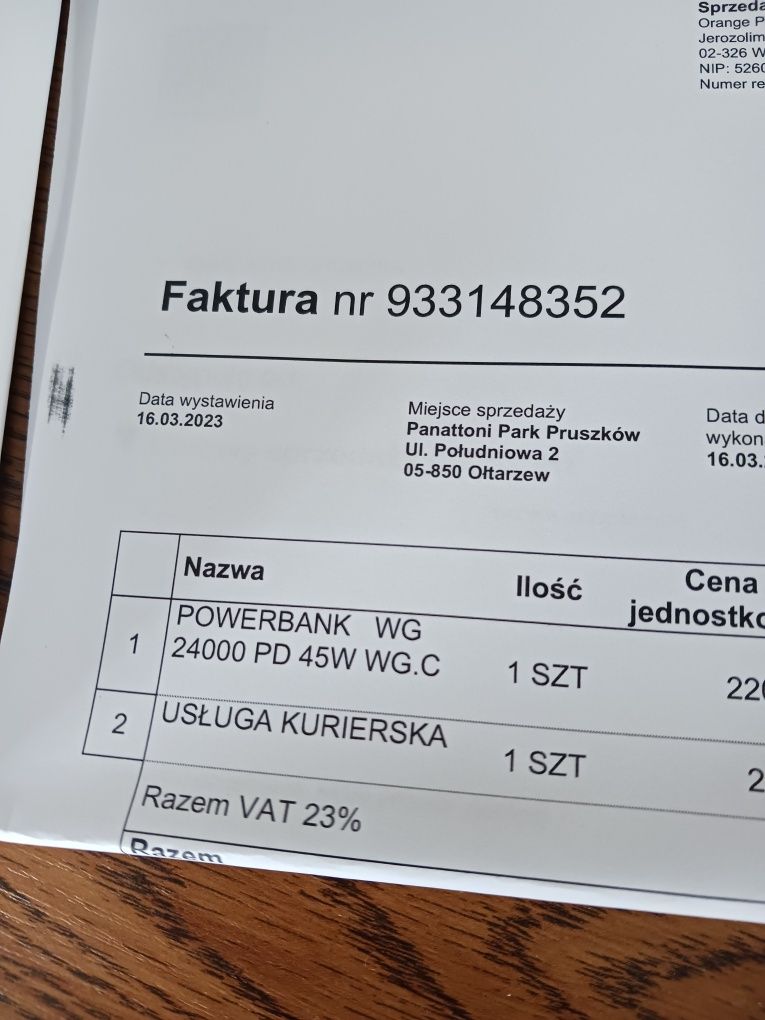 Sprzeda
Orange P
Jerozolim
02-326 W
NIP: 5260
Numer re
Faktura nr 933148352
Data wystawienia
16.03.2023
Miejsce sprzedaży
Panattoni Park Pruszków
Ul. Południowa 2
05-850 Ołtarzew
Data d
wykon
16.03.
Nazwa
Ilość
Cena
jednostko
1
POWERBANK WG
24000 PD 45W WG.C
1 SZT
220
2
USŁUGA KURIERSKA
1 SZT
2
Razem VAT 23%
Razem